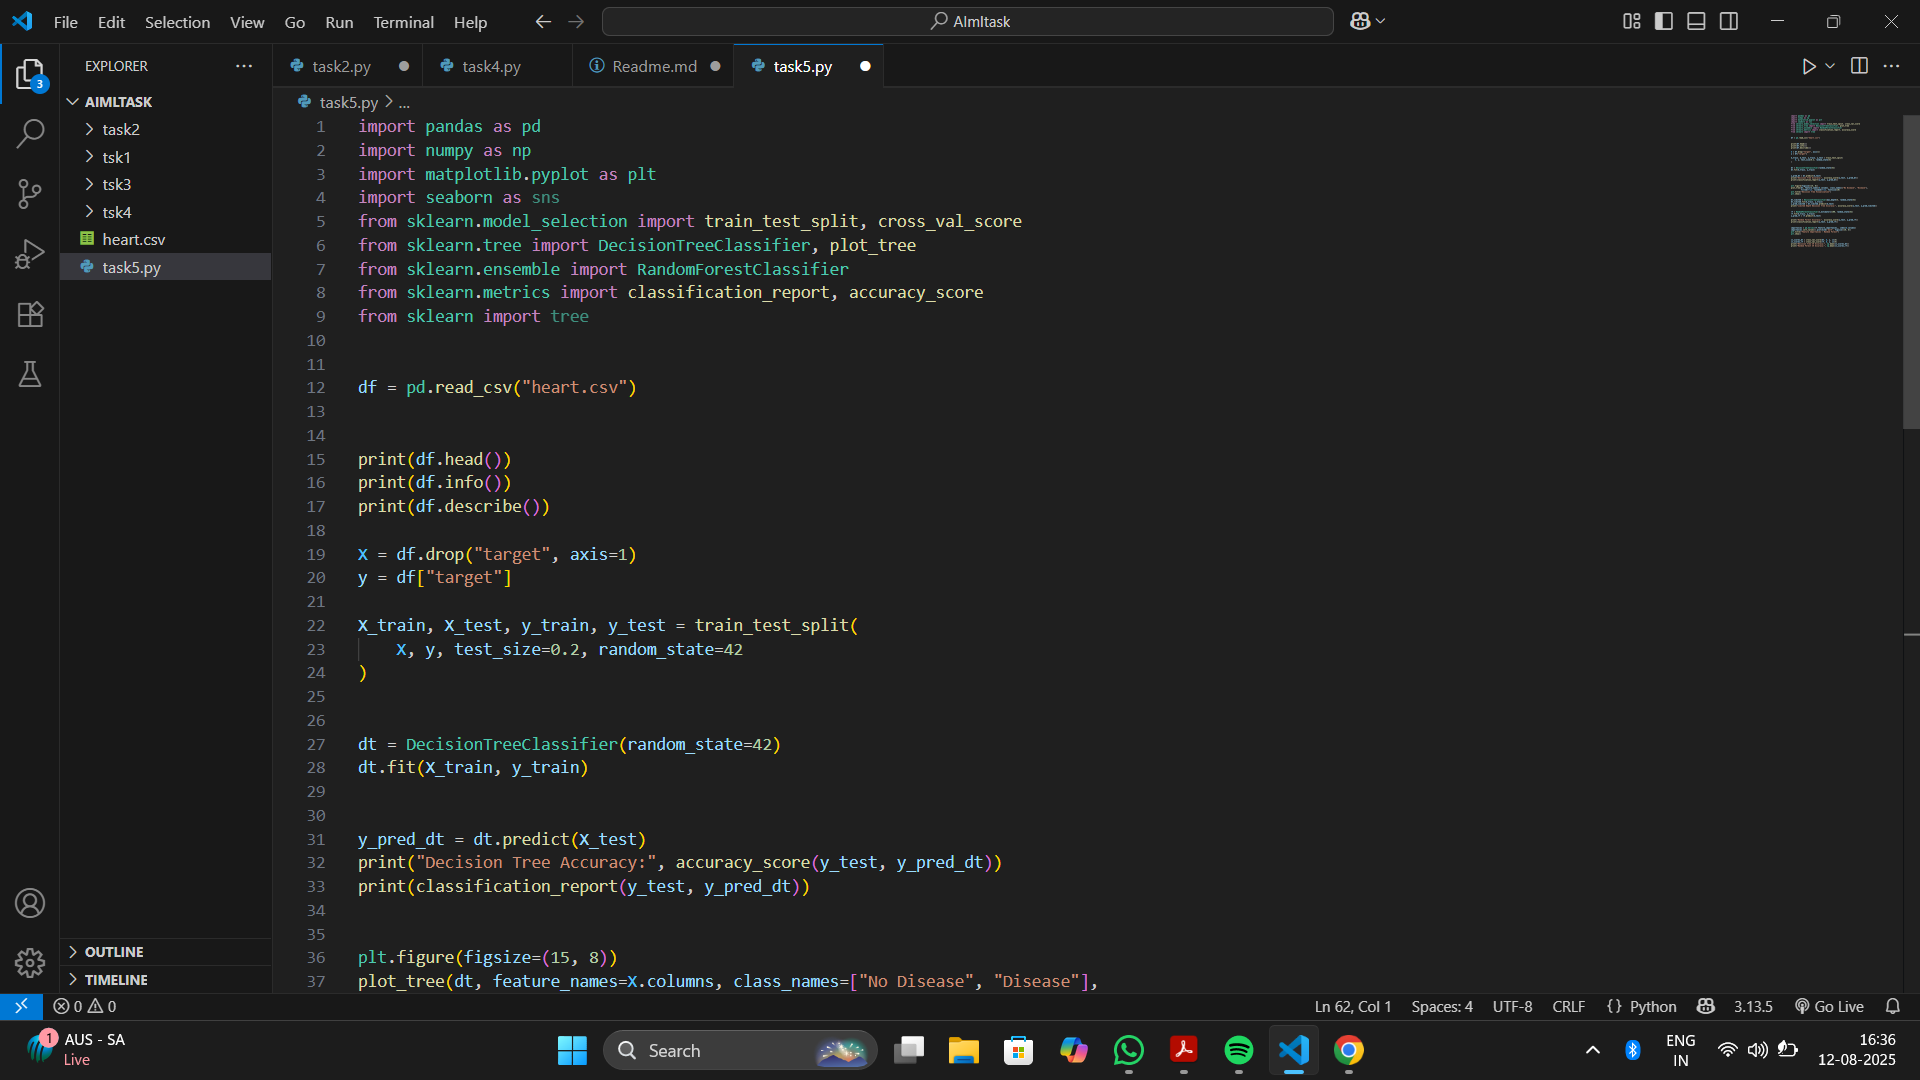 File Edit Selection View Go Run Terminal Help
AImltask
EXPLORER
3
AIMLTASK
task2
tsk1
tsk3
tsk4
heart.csv
task5.py
OUTLINE
TIMELINE
task2.py
task4.py
Readme.md
task5.py
task5.py > ...
1 import pandas as pd
2 import numpy as np
3 import matplotlib.pyplot as plt
4 import seaborn as sns
5 from sklearn.model_selection import train_test_split, cross_val_score
6 from sklearn.tree import DecisionTreeClassifier, plot_tree
7 from sklearn.ensemble import RandomForestClassifier
8 from sklearn.metrics import classification_report, accuracy_score
9 from sklearn import tree
10
11
12 df = pd.read_csv("heart.csv")
13
14
15 print(df.head())
16 print(df.info())
17 print(df.describe())
18
19 X = df.drop("target", axis=1)
20 y = df["target"]
21
22 X_train, X_test, y_train, y_test = train_test_split(
23     X, y, test_size=0.2, random_state=42
24 )
25
26
27 dt = DecisionTreeClassifier(random_state=42)
28 dt.fit(X_train, y_train)
29
30
31 y_pred_dt = dt.predict(X_test)
32 print("Decision Tree Accuracy:", accuracy_score(y_test, y_pred_dt))
33 print(classification_report(y_test, y_pred_dt))
34
35
36 plt.figure(figsize=(15, 8))
37 plot_tree(dt, feature_names=X.columns, class_names=["No Disease", "Disease"],
0 0
Ln 62, Col 1 Spaces: 4 UTF-8 CRLF {} Python 3.13.5 Go Live
1
AUS - SA
Live
Search
ENG
IN
16:36
12-08-2025